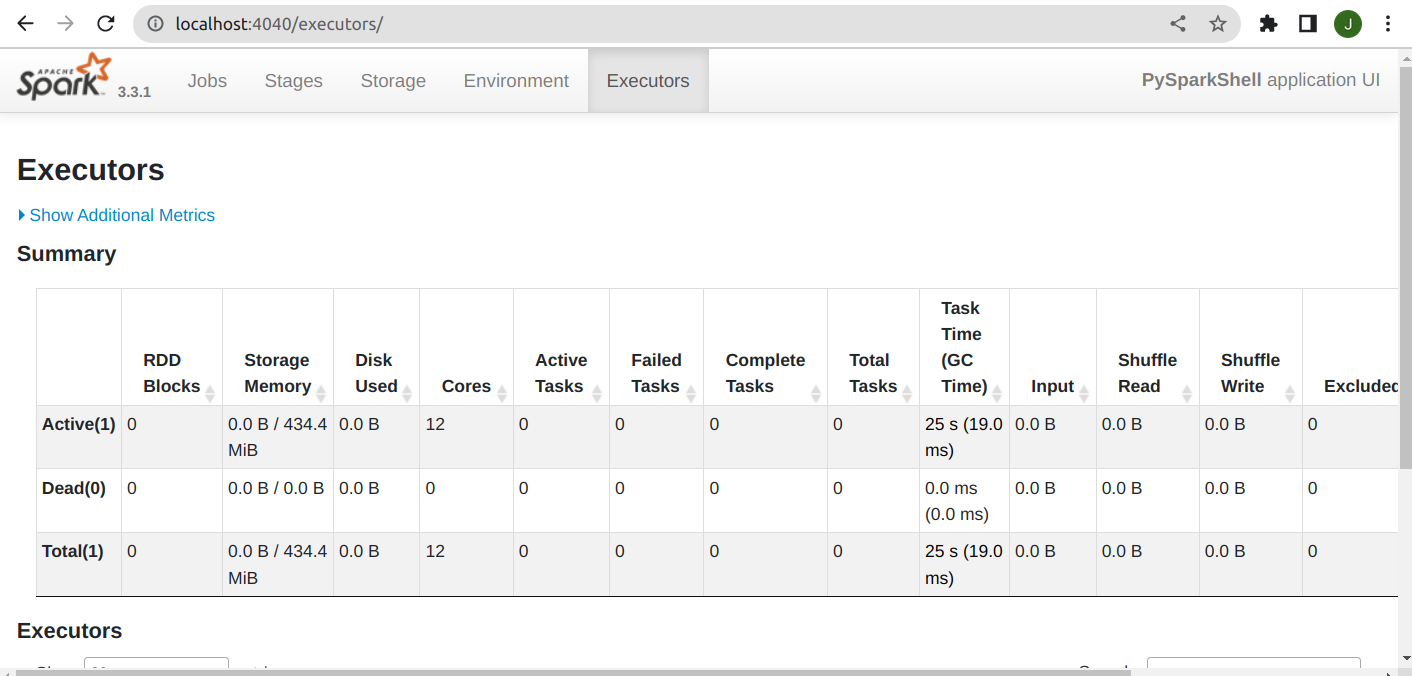 localhost:4040/executors/
J
APACHE
Spark 3.3.1 Jobs Stages Storage Environment Executors PySparkShell application UI
Executors
Show Additional Metrics
Summary
RDD Blocks Storage Memory Disk Used Cores Active Tasks Failed Tasks Complete Tasks Total Tasks Task Time (GC Time) Input Shuffle Read Shuffle Write Excluded
Active(1) 0 0.0 B / 434.4 MiB 0.0 B 12 0 0 0 0 25 s (19.0 ms) 0.0 B 0.0 B 0.0 B 0
Dead(0) 0 0.0 B / 0.0 B 0.0 B 0 0 0 0 0 0.0 ms (0.0 ms) 0.0 B 0.0 B 0.0 B 0
Total(1) 0 0.0 B / 434.4 MiB 0.0 B 12 0 0 0 0 25 s (19.0 ms) 0.0 B 0.0 B 0.0 B 0
Executors